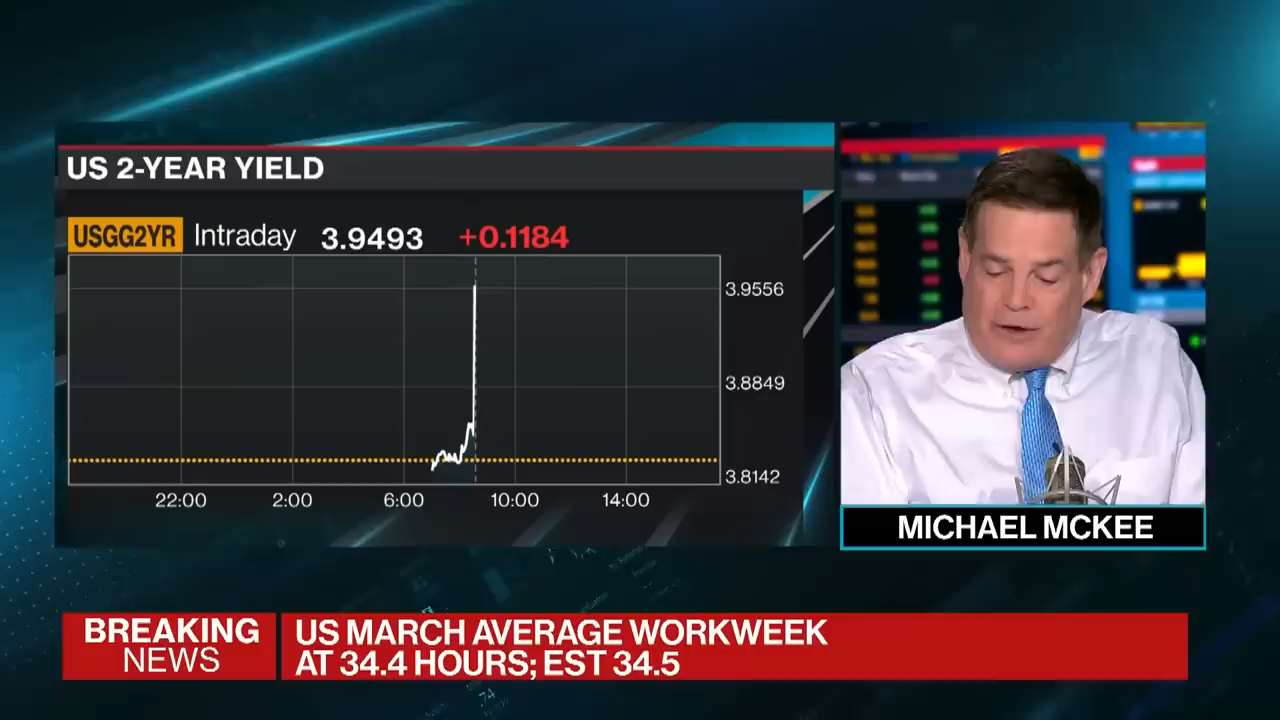 US 2-YEAR YIELD
USGG2YR Intraday 3.9493 +0.1184
3.9556
3.8849
3.8142
22:00 2:00 6:00 10:00 14:00
MICHAEL MCKEE
BREAKING
NEWS
US MARCH AVERAGE WORKWEEK
AT 34.4 HOURS; EST 34.5